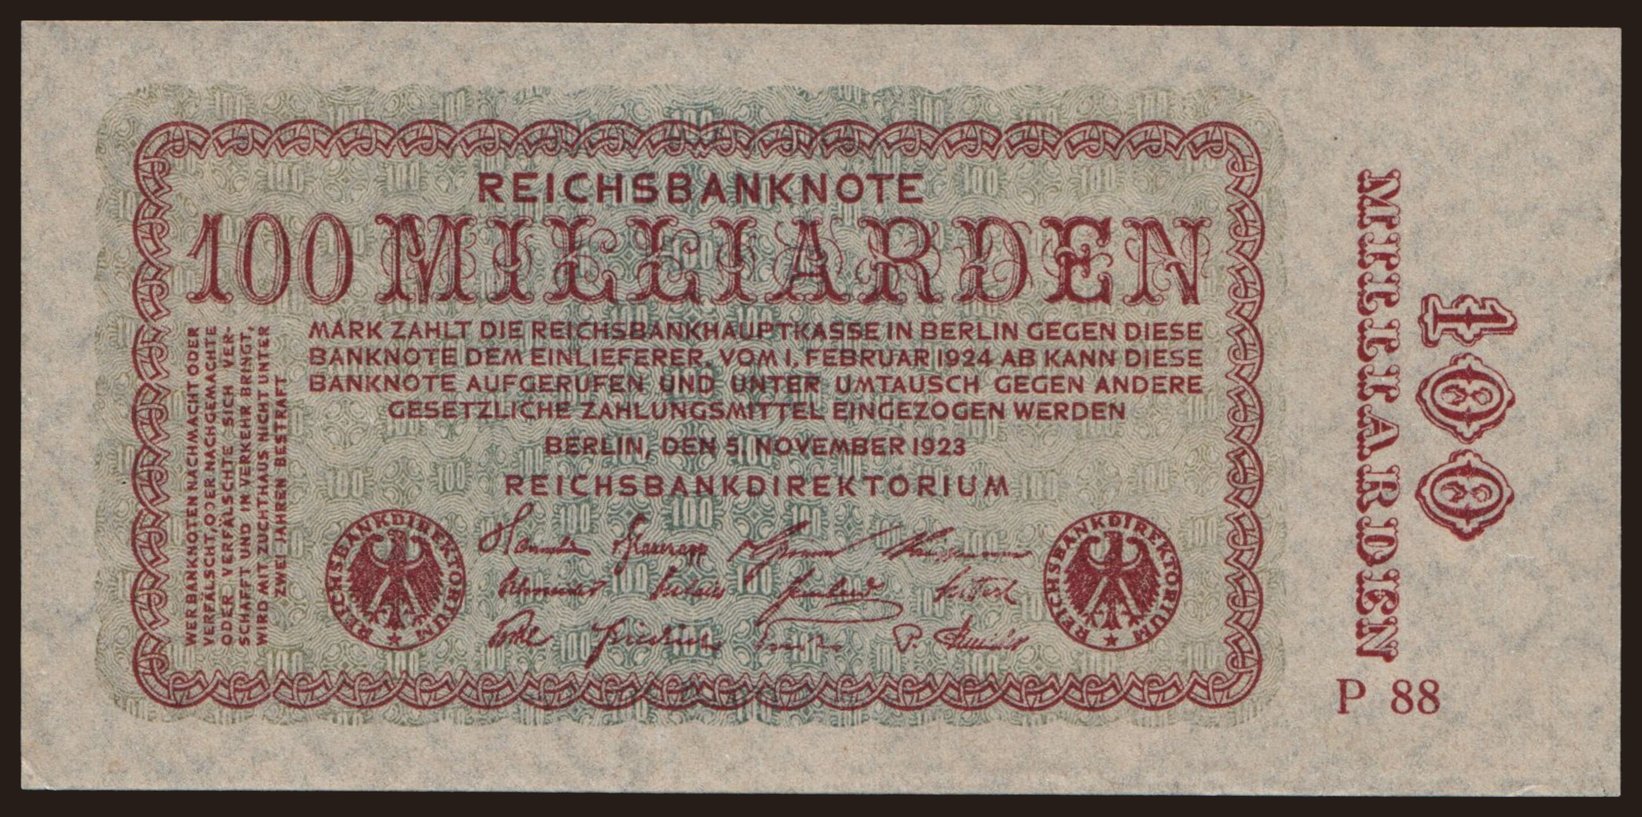 REICHSBANKNOTE
100 MILLIARDEN
MARK ZAHLT DIE REICHSBANKHAUPTKASSE IN BERLIN GEGEN DIESE
BANKNOTE DEM EINLIEFERER. VOM 1. FEBRUAR 1924 AB KANN DIESE
BANKNOTE AUFGERUFEN UND UNTER UMTAUSCH GEGEN ANDERE
GESETZLICHE ZAHLUNGSMITTEL EINGEZOGEN WERDEN
BERLIN, DEN 5. NOVEMBER 1923
REICHSBANKDIREKTORIUM
WER BANKNOTEN NACHMACHT ODER
VERFÄLSCHT, ODER NACHGEMACHTE
ODER VERFÄLSCHTE SICH VER-
SCHAFFT UND IN VERKEHR BRINGT,
WIRD MIT ZUCHTHAUS NICHT UNTER
ZWEI JAHREN BESTRAFT
REICHSBANKDIREKTORIUM
REICHSBANKDIREKTORIUM
100
MILLIARDEN
P 88